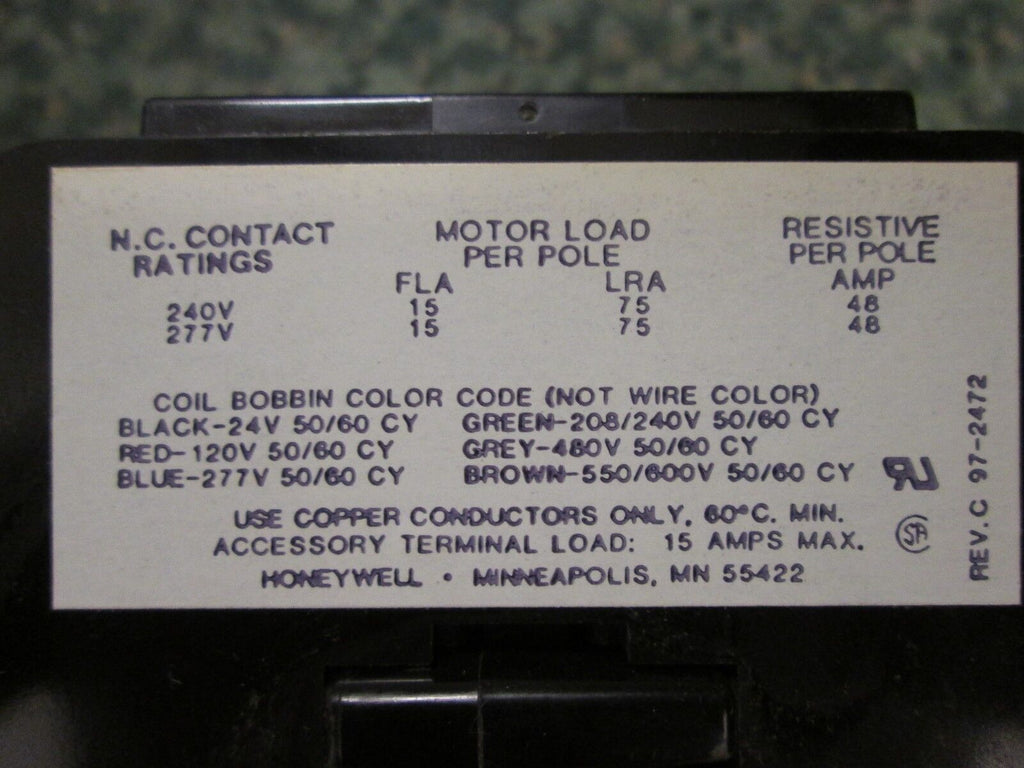 N.C. CONTACT RATINGS
MOTOR LOAD PER POLE
RESISTIVE PER POLE
FLA LRA AMP
240V 15 75 48
277V 15 75 48
COIL BOBBIN COLOR CODE (NOT WIRE COLOR)
BLACK-24V 50/60 CY GREEN-208/240V 50/60 CY
RED-120V 50/60 CY GREY-480V 50/60 CY
BLUE-277V 50/60 CY BROWN-550/600V 50/60 CY
USE COPPER CONDUCTORS ONLY, 60°C. MIN.
ACCESSORY TERMINAL LOAD: 15 AMPS MAX.
HONEYWELL • MINNEAPOLIS, MN 55422
RU
SA
REV. C 97-2472